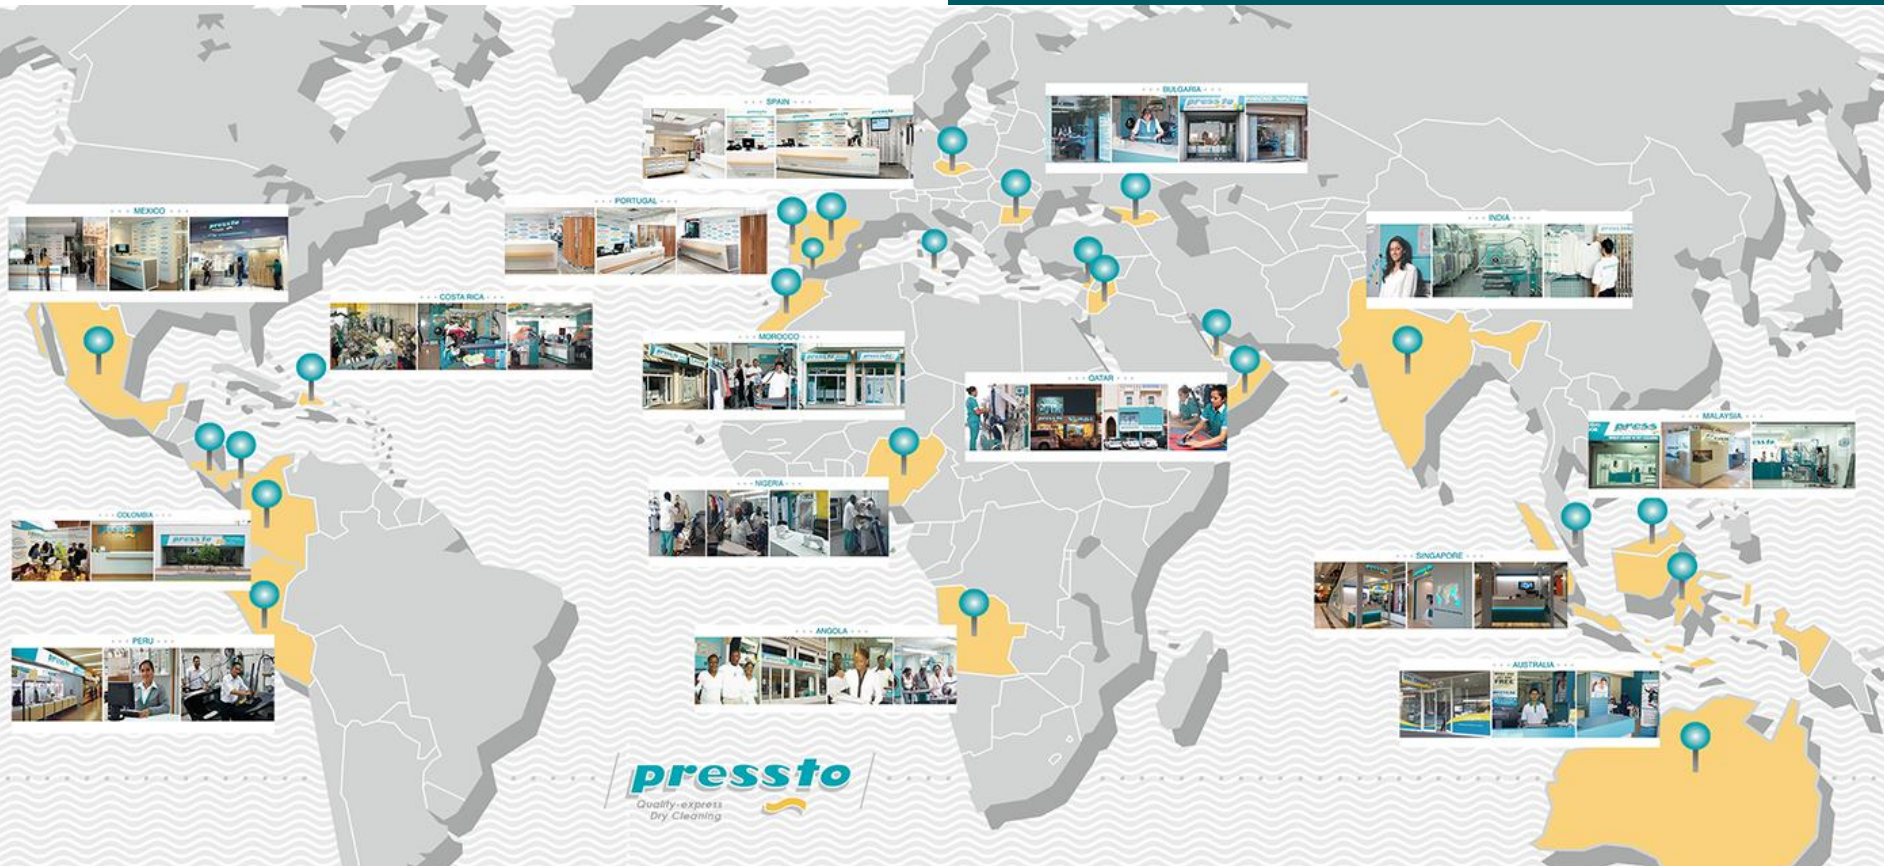 SPAIN
BULGARIA
PORTUGAL
MEXICO
INDIA
COSTA RICA
MOROCCO
QATAR
MALAYSIA
NIGERIA
COLOMBIA
SINGAPORE
ANGOLA
PERU
AUSTRALIA
pressto
Quality-express
Dry Cleaning